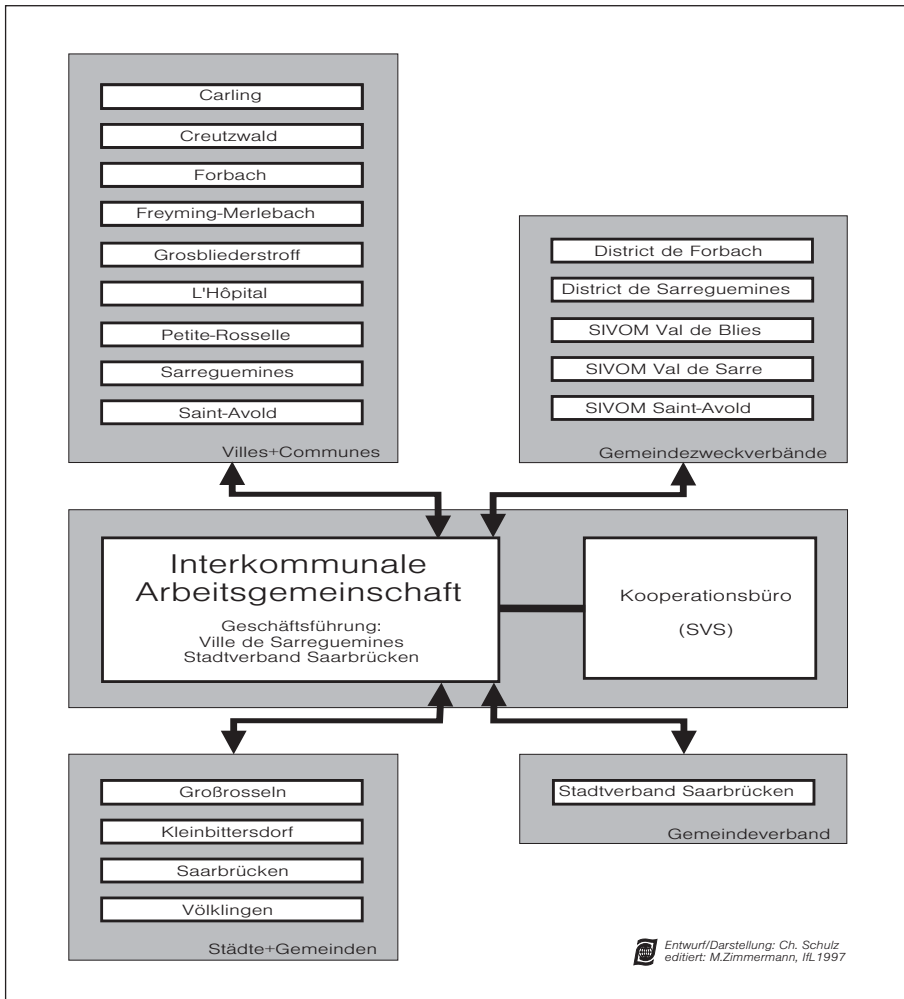 Carling
Creutzwald
Forbach
Freyming-Merlebach
Grosbliederstroff
L'Hôpital
Petite-Rosselle
Sarreguemines
Saint-Avold
Villes+Communes
District de Forbach
District de Sarreguemines
SIVOM Val de Blies
SIVOM Val de Sarre
SIVOM Saint-Avold
Gemeindezweckverbände
Interkommunale
Arbeitsgemeinschaft
Geschäftsführung:
Ville de Sarreguemines
Stadtverband Saarbrücken
Kooperationsbüro
(SVS)
Großrosseln
Kleinbittersdorf
Saarbrücken
Völklingen
Städte+Gemeinden
Stadtverband Saarbrücken
Gemeindeverband
Entwurf/Darstellung: Ch. Schulz
editiert: M.Zimmermann, IfL1997